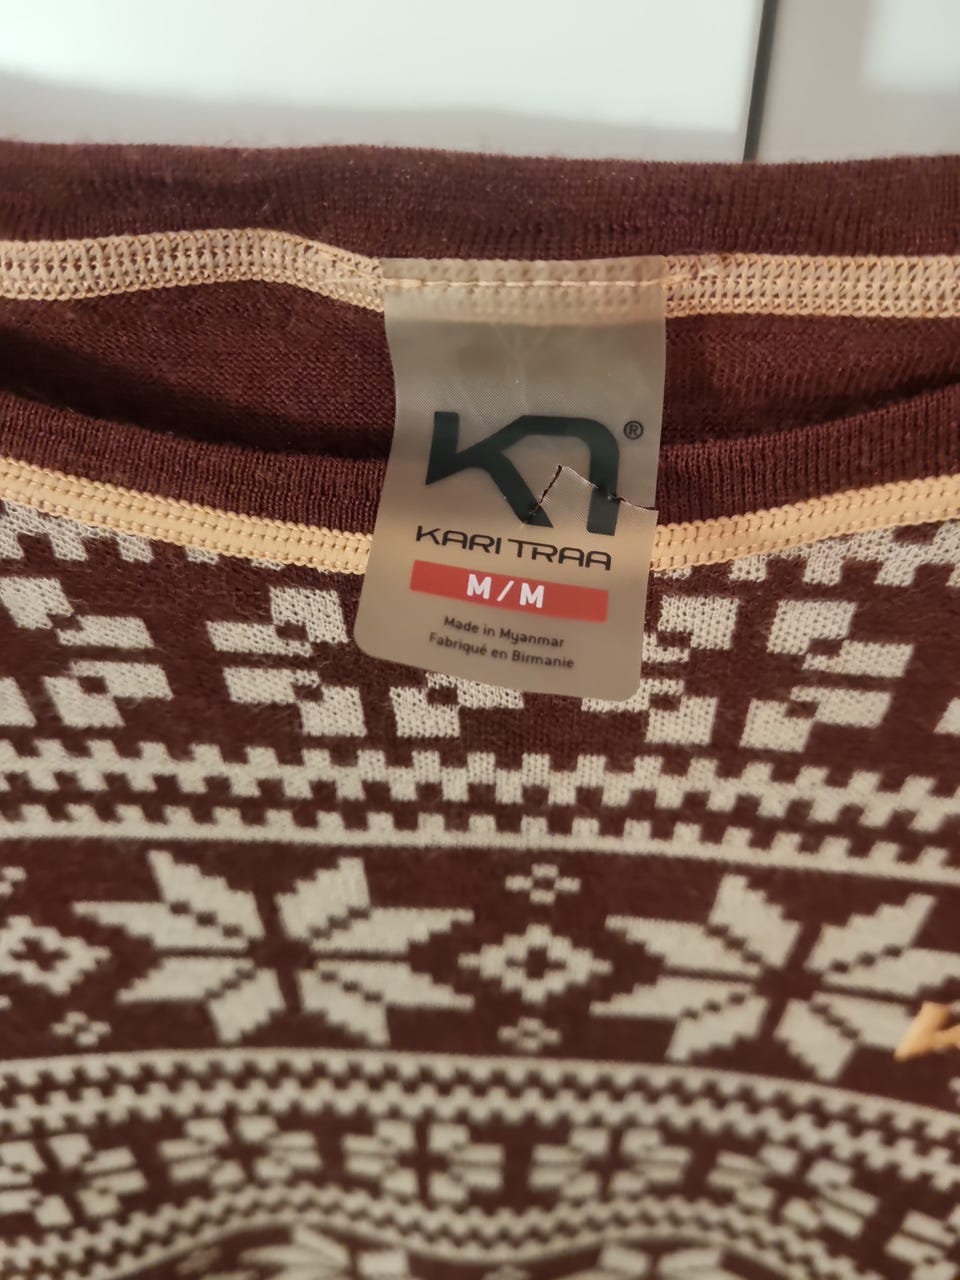 KARI TRAA
M/M
Made in Myanmar
Fabriqué en Birmanie